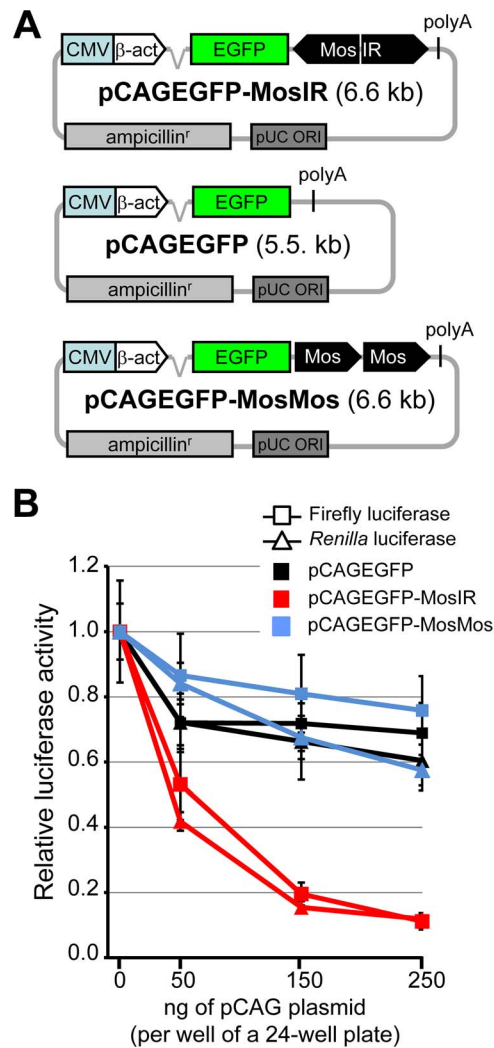 A
polyA
CMV β-act EGFP Mos IR
pCAGEGFP-MosIR (6.6 kb)
ampicillinʳ pUC ORI
polyA
CMV β-act EGFP
pCAGEGFP (5.5. kb)
ampicillinʳ pUC ORI
polyA
CMV β-act EGFP Mos Mos
pCAGEGFP-MosMos (6.6 kb)
ampicillinʳ pUC ORI
B
Firefly luciferase
Renilla luciferase
pCAGEGFP
pCAGEGFP-MosIR
pCAGEGFP-MosMos
Relative luciferase activity
1.2
1.0
0.8
0.6
0.4
0.2
0.0
0 50 150 250
ng of pCAG plasmid
(per well of a 24-well plate)